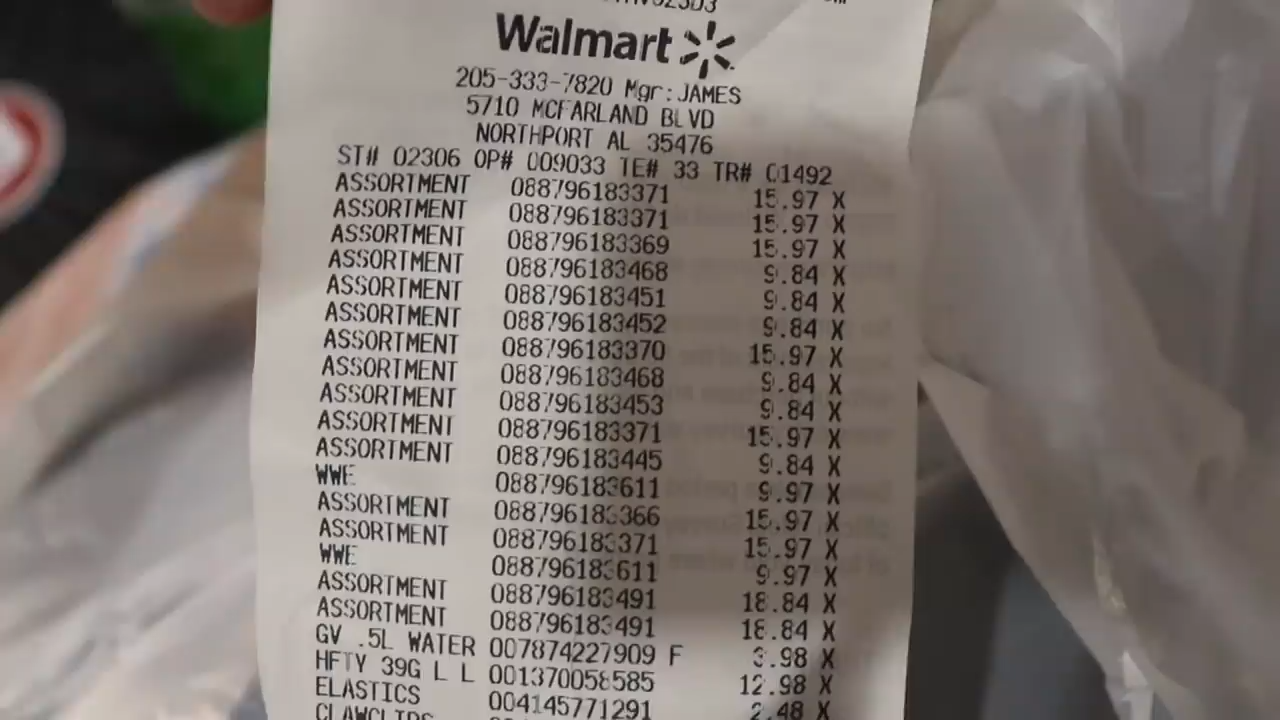 Walmart
205-333-7820 Mgr:JAMES
5710 MCFARLAND BLVD
NORTHPORT AL 35476
ST# 02306 OP# 009033 TE# 33 TR# 01492
ASSORTMENT 088796183371 15.97 X
ASSORTMENT 088796183371 15.97 X
ASSORTMENT 088796183369 15.97 X
ASSORTMENT 088796183468 9.84 X
ASSORTMENT 088796183451 9.84 X
ASSORTMENT 088796183452 9.84 X
ASSORTMENT 088796183370 15.97 X
ASSORTMENT 088796183468 9.84 X
ASSORTMENT 088796183453 9.84 X
ASSORTMENT 088796183371 15.97 X
ASSORTMENT 088796183445 9.84 X
WWE 088796183611 9.97 X
ASSORTMENT 088796183366 15.97 X
ASSORTMENT 088796183371 15.97 X
WWE 088796183611 9.97 X
ASSORTMENT 088796183491 18.84 X
ASSORTMENT 088796183491 18.84 X
GV .5L WATER 007874227909 F 3.98 X
HFTY 39G L L 001370058585 12.98 X
ELASTICS 004145771291 2.48 X